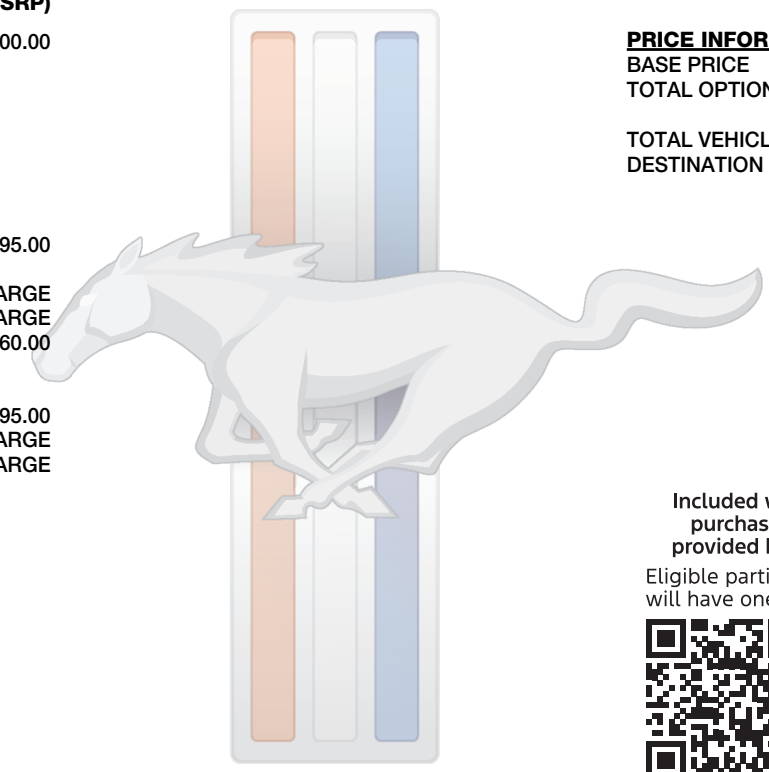 SRP)
00.00
95.00
ARGE
ARGE
60.00
95.00
ARGE
ARGE
PRICE INFOR
BASE PRICE
TOTAL OPTION
TOTAL VEHICL
DESTINATION
Included w
purchas
provided b
Eligible parti
will have one